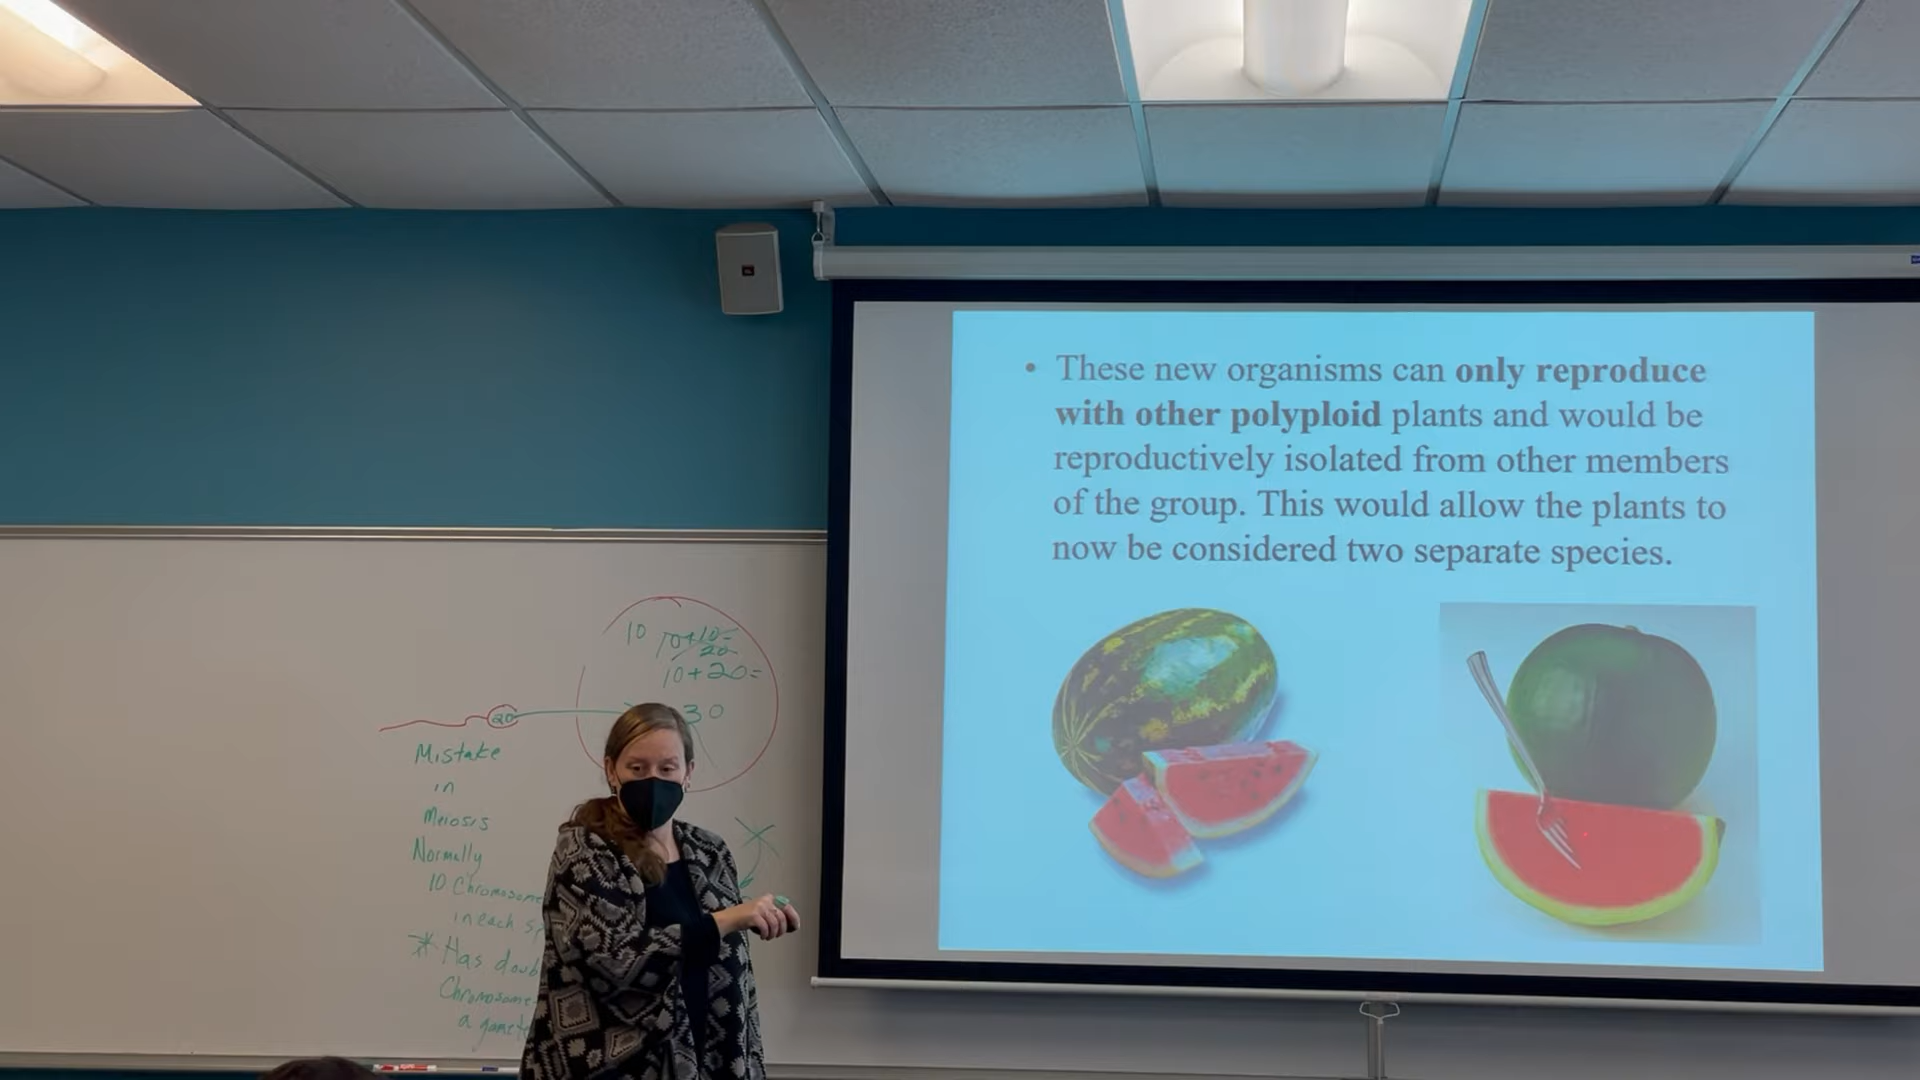 • These new organisms can only reproduce
with other polyploid plants and would be
reproductively isolated from other members
of the group. This would allow the plants to
now be considered two separate species.
10 10+10=
20
10+20=
30
20
Mistake
in
Meiosis
Normally
10 Chromosome
in each
* Has
Chromosome
a